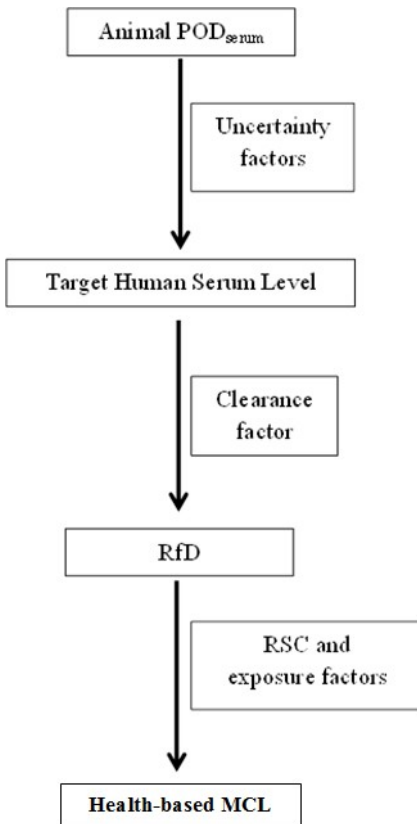 Animal PODserum
Uncertainty
factors
Target Human Serum Level
Clearance
factor
RfD
RSC and
exposure factors
Health-based MCL